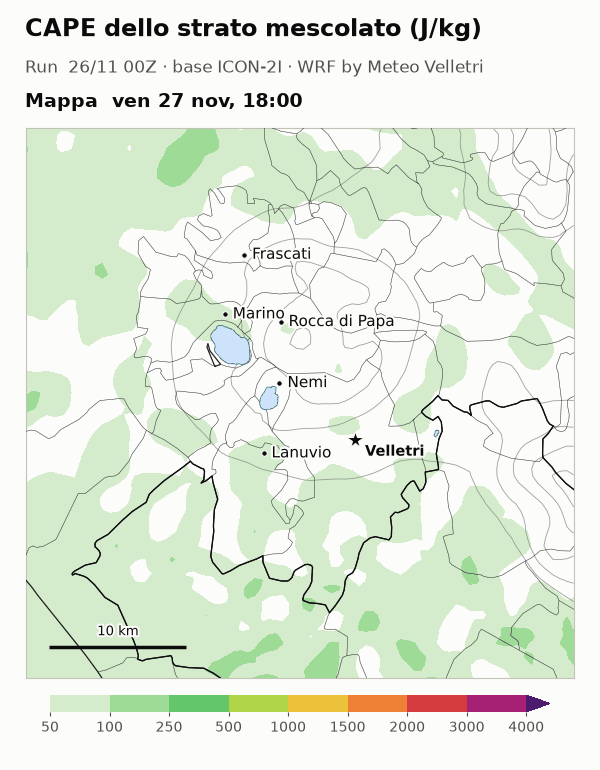 CAPE dello strato mescolato (J/kg)
Run  26/11 00Z · base ICON-2I · WRF by Meteo Velletri
Mappa  ven 27 nov, 18:00
Frascati
Marino
Rocca di Papa
Nemi
Velletri
Lanuvio
10 km
50 100 250 500 1000 1500 2000 3000 4000